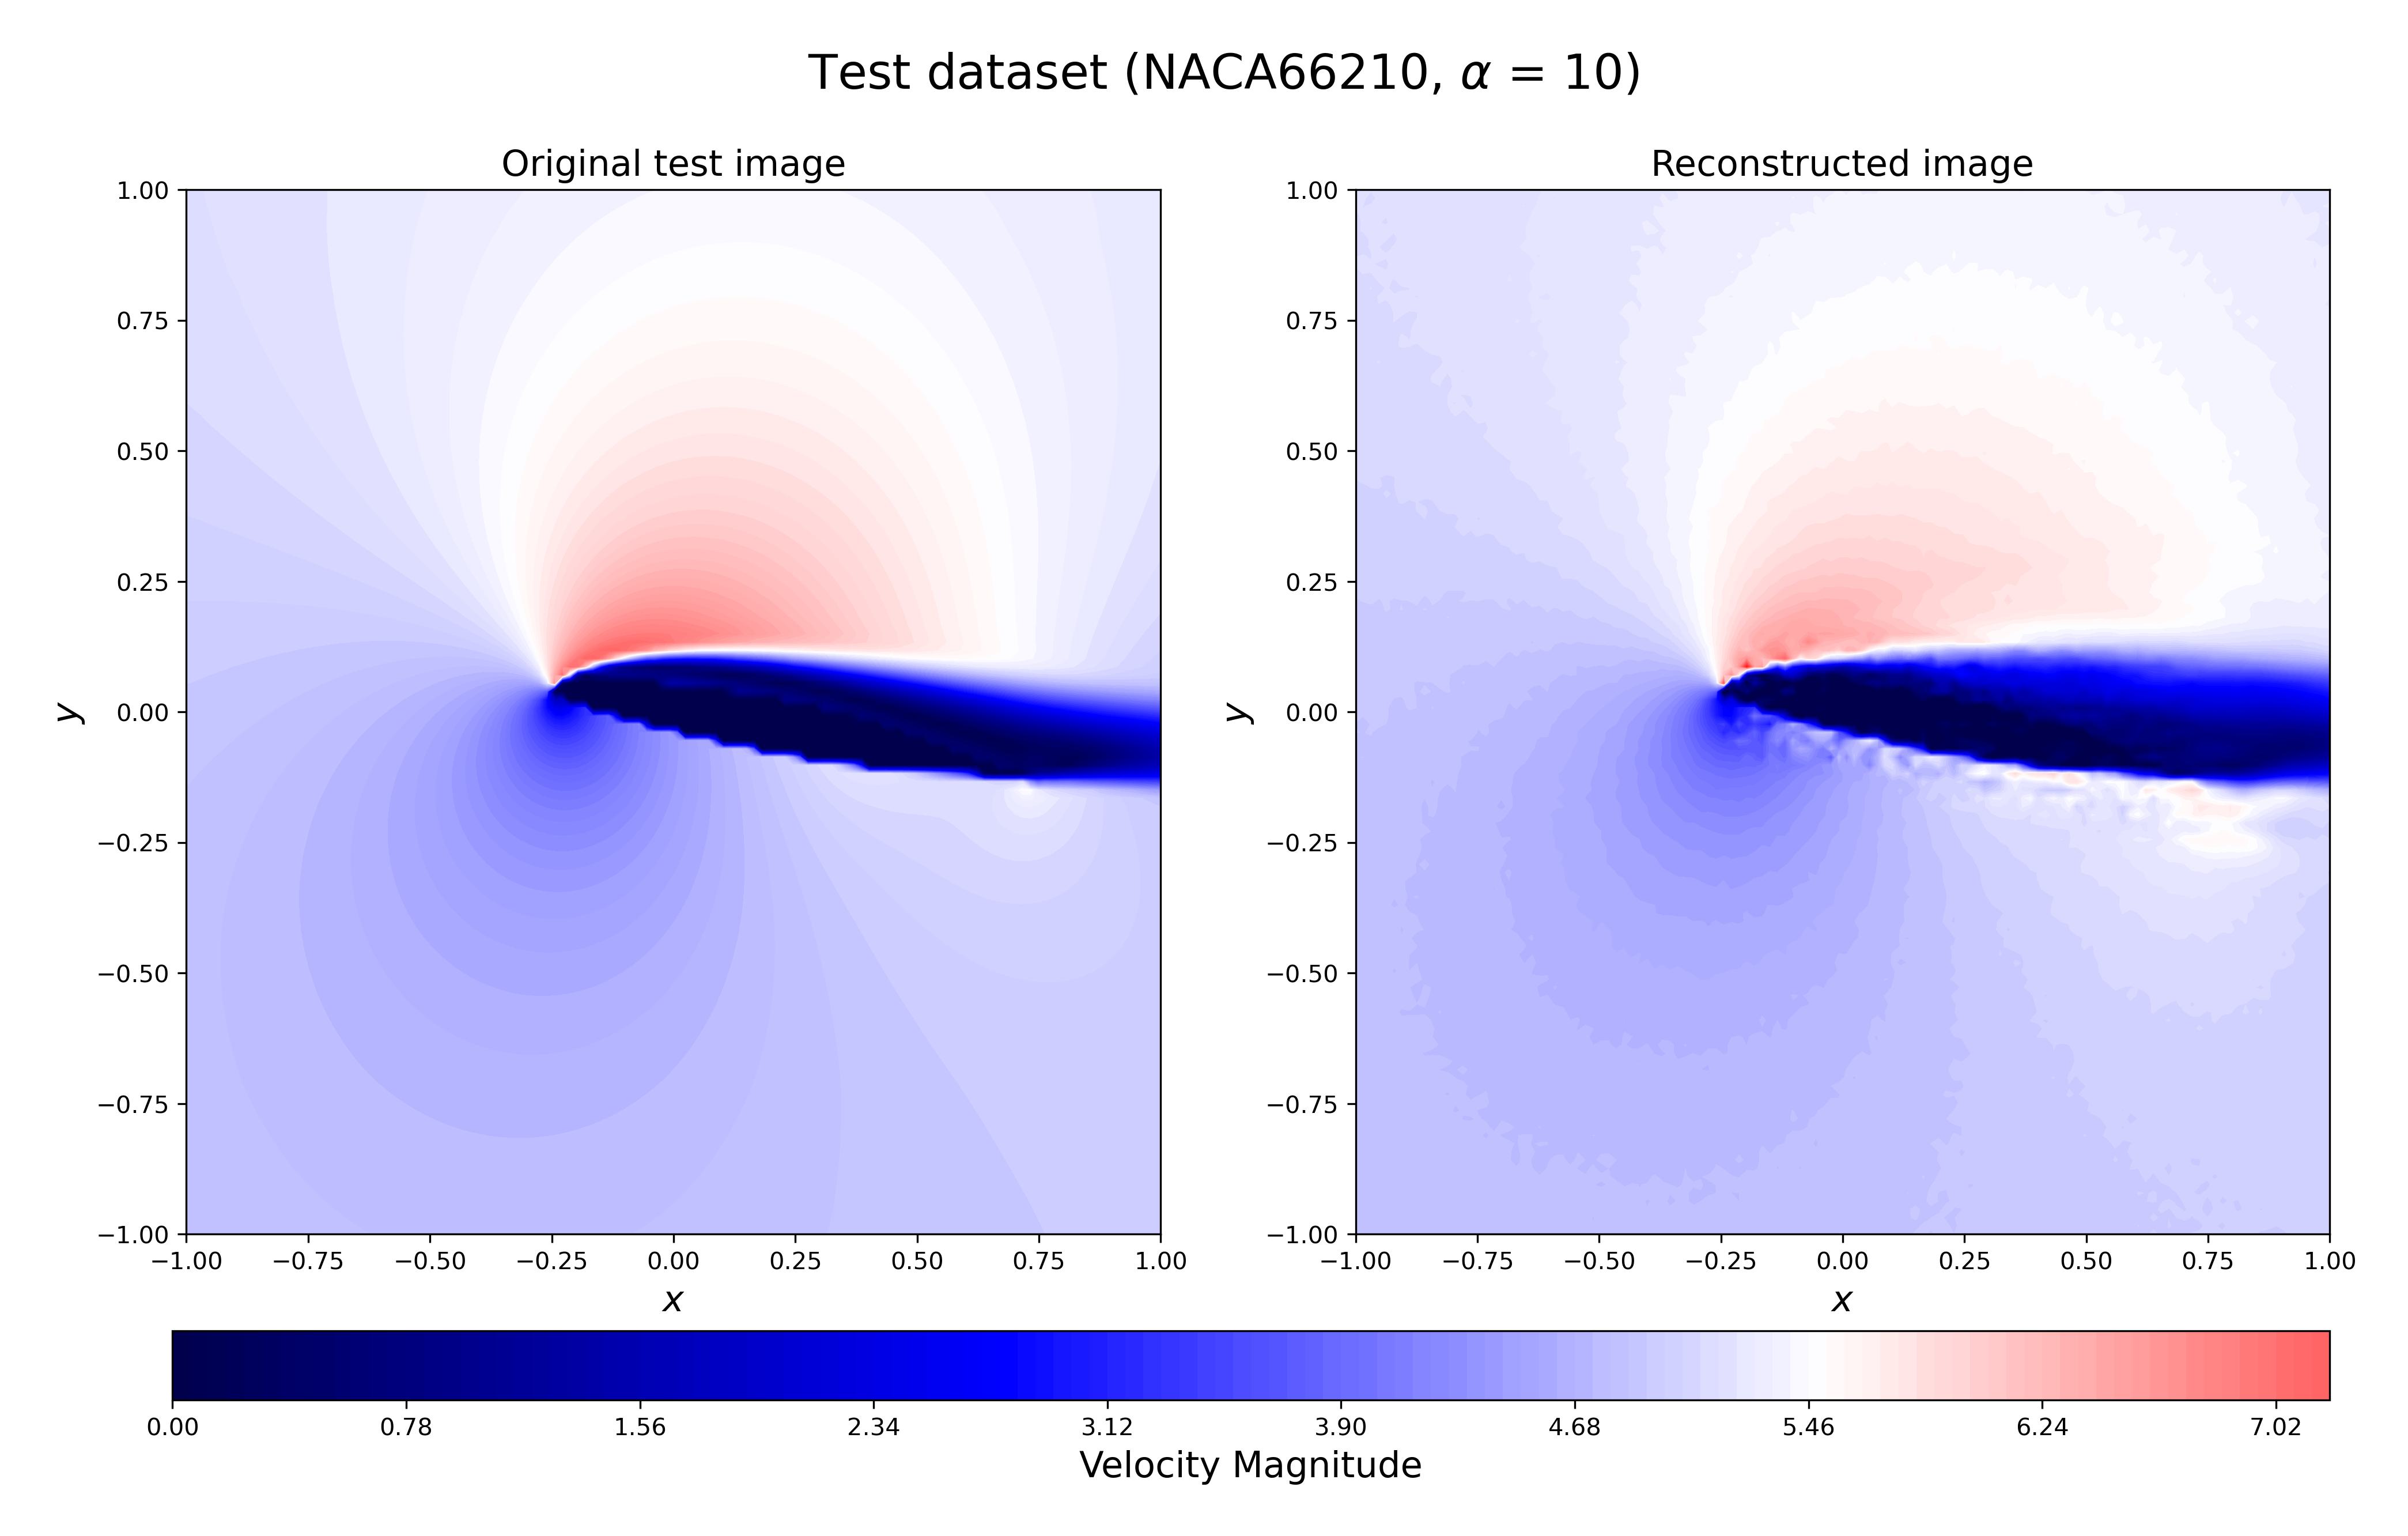 Test dataset (NACA66210, α = 10)
Original test image
Reconstructed image
1.00
0.75
0.50
0.25
0.00
−0.25
−0.50
−0.75
−1.00
y
−1.00 −0.75 −0.50 −0.25 0.00 0.25 0.50 0.75 1.00
x
1.00
0.75
0.50
0.25
0.00
−0.25
−0.50
−0.75
−1.00
y
−1.00 −0.75 −0.50 −0.25 0.00 0.25 0.50 0.75 1.00
x
0.00 0.78 1.56 2.34 3.12 3.90 4.68 5.46 6.24 7.02
Velocity Magnitude